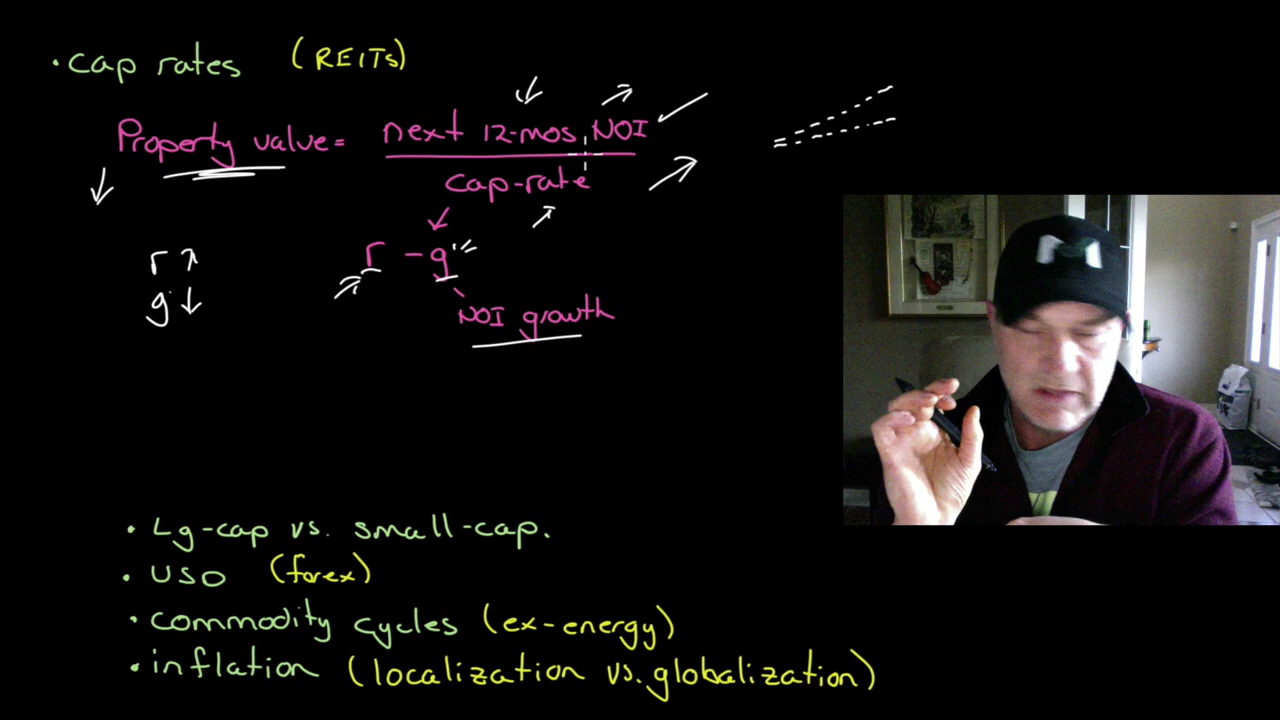 • cap rates (REITs)
Property value = next 12-mos NOI
cap-rate
r - g
r ↑
g ↓
NOI growth
• Lg-cap vs. small-cap.
• USD (forex)
• commodity cycles (ex-energy)
• inflation (localization vs. globalization)